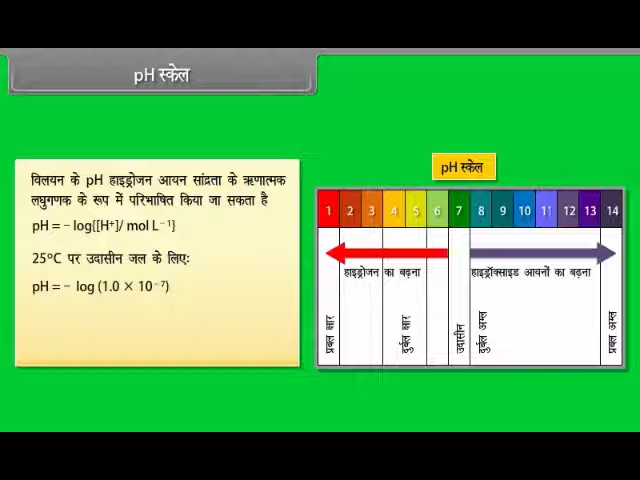 pH स्केल
विलयन के pH हाइड्रोजन आयन सांद्रता के ऋणात्मक
लघुगणक के रूप में परिभाषित किया जा सकता है
pH = − log{[H⁺]/ mol L⁻¹}
25ºC पर उदासीन जल के लिएः
pH = − log (1.0 × 10⁻⁷)
pH स्केल
1 2 3 4 5 6 7 8 9 10 11 12 13 14
हाइड्रोजन का बढ़ना हाइड्रॉक्साइड आयनों का बढ़ना
प्रबल क्षार
दुर्बल क्षार
उदासीन
दुर्बल अम्ल
प्रबल अम्ल